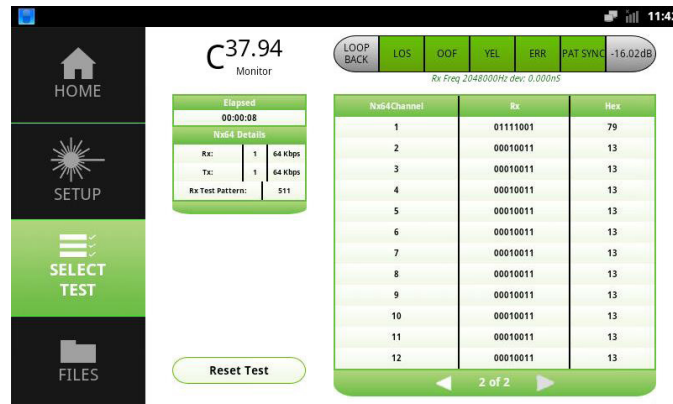 11:43
HOME
SETUP
SELECT
TEST
FILES
C37.94
Monitor
LOOP
BACK
LOS
OOF
YEL
ERR
PAT SYNC
-16.02dB
Rx Freq 2048000Hz dev: 0.000nS
Elapsed
00:00:08
Nx64 Details
Rx: 1 64 Kbps
Tx: 1 64 Kbps
Rx Test Pattern: 511
Reset Test
Nx64Channel Rx Hex
1 01111001 79
2 00010011 13
3 00010011 13
4 00010011 13
5 00010011 13
6 00010011 13
7 00010011 13
8 00010011 13
9 00010011 13
10 00010011 13
11 00010011 13
12 00010011 13
2 of 2